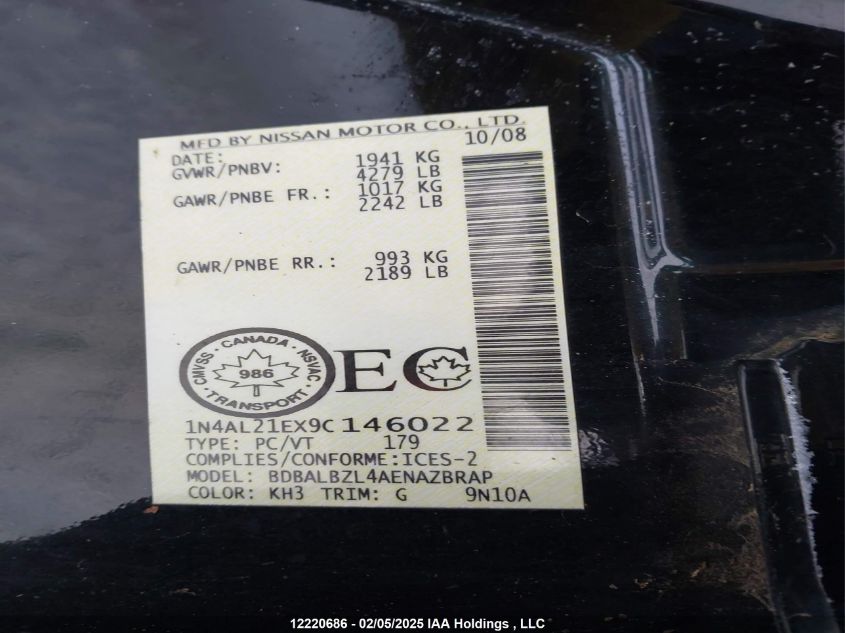 MFD BY NISSAN MOTOR CO., LTD.
DATE: 10/08
GVWR/PNBV: 1941 KG
4279 LB
GAWR/PNBE FR.: 1017 KG
2242 LB
GAWR/PNBE RR.: 993 KG
2189 LB
CANADA
CMVSS · NSVAC
986
TRANSPORT
EC
1N4AL21EX9C146022
TYPE: PC/VT 179
COMPLIES/CONFORME:ICES-2
MODEL: BDBALBZL4AENAZBRAP
COLOR: KH3 TRIM: G 9N10A
12220686 - 02/05/2025 IAA Holdings , LLC